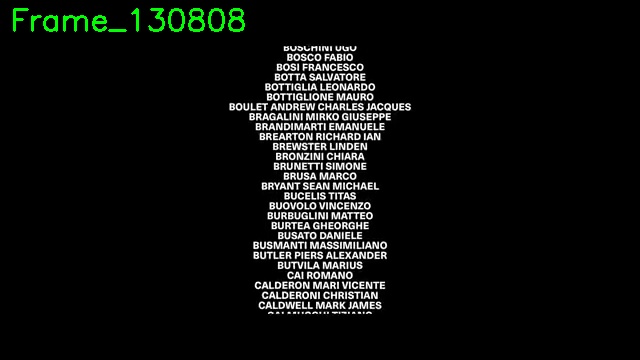 Frame_130808
BOSCHINI UGO
BOSCO FABIO
BOSI FRANCESCO
BOTTA SALVATORE
BOTTIGLIA LEONARDO
BOTTIGLIONE MAURO
BOULET ANDREW CHARLES JACQUES
BRAGALINI MIRKO GIUSEPPE
BRANDIMARTI EMANUELE
BREARTON RICHARD IAN
BREWSTER LINDEN
BRONZINI CHIARA
BRUNETTI SIMONE
BRUSA MARCO
BRYANT SEAN MICHAEL
BUCELIS TITAS
BUOVOLO VINCENZO
BURBUGLINI MATTEO
BURTEA GHEORGHE
BUSATO DANIELE
BUSMANTI MASSIMILIANO
BUTLER PIERS ALEXANDER
BUTVILA MARIUS
CAI ROMANO
CALDERON MARI VICENTE
CALDERONI CHRISTIAN
CALDWELL MARK JAMES